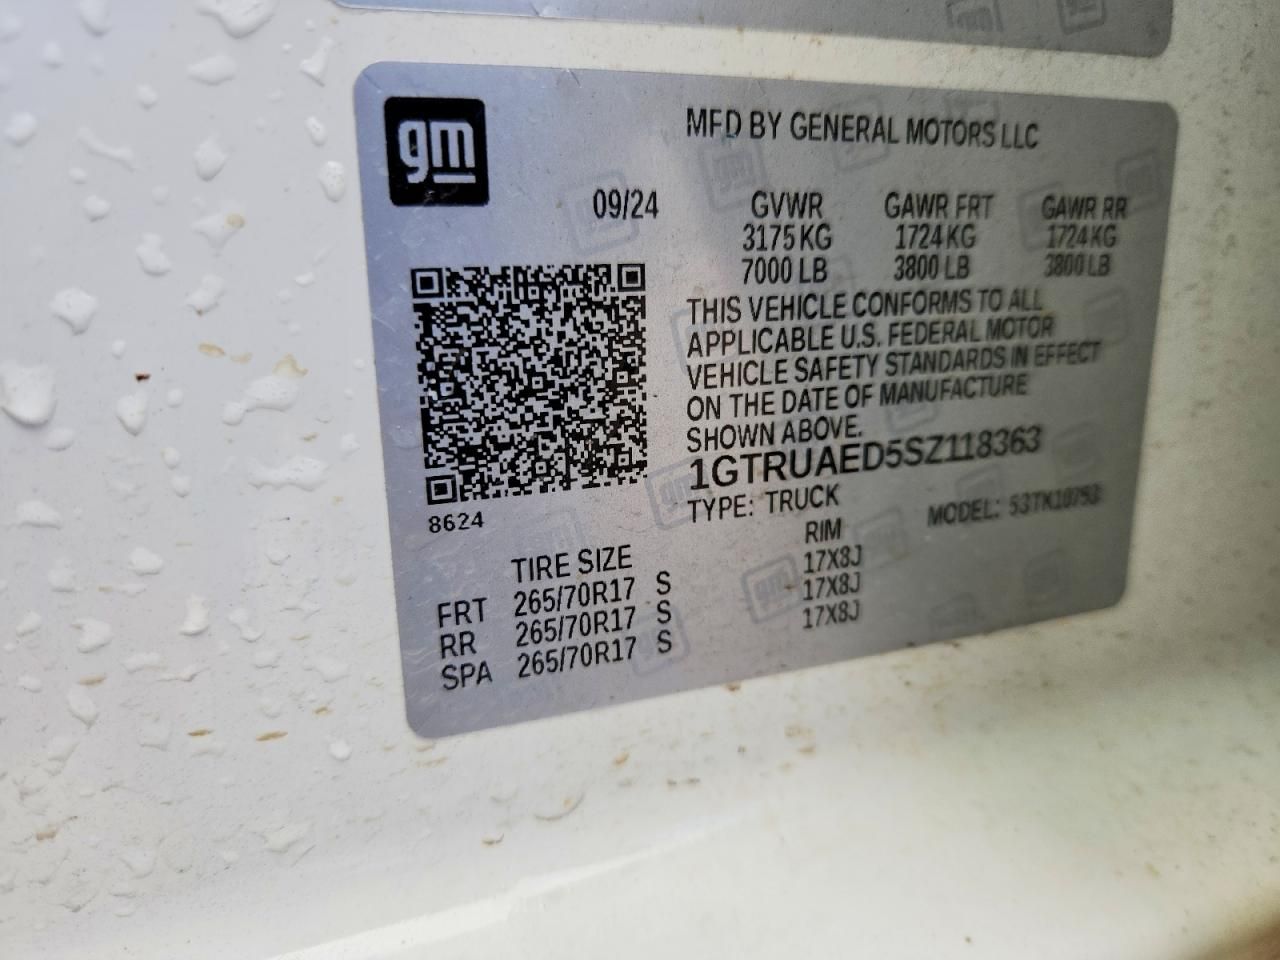 gm
MFD BY GENERAL MOTORS LLC
09/24 GVWR GAWR FRT GAWR RR
3175 KG 1724 KG 1724 KG
7000 LB 3800 LB 3800 LB
THIS VEHICLE CONFORMS TO ALL
APPLICABLE U.S. FEDERAL MOTOR
VEHICLE SAFETY STANDARDS IN EFFECT
ON THE DATE OF MANUFACTURE
SHOWN ABOVE.
1GTRUAED5SZ118363
TYPE: TRUCK MODEL: 53TK10753
8624
TIRE SIZE RIM
FRT 265/70R17 S 17X8J
RR 265/70R17 S 17X8J
SPA 265/70R17 S 17X8J